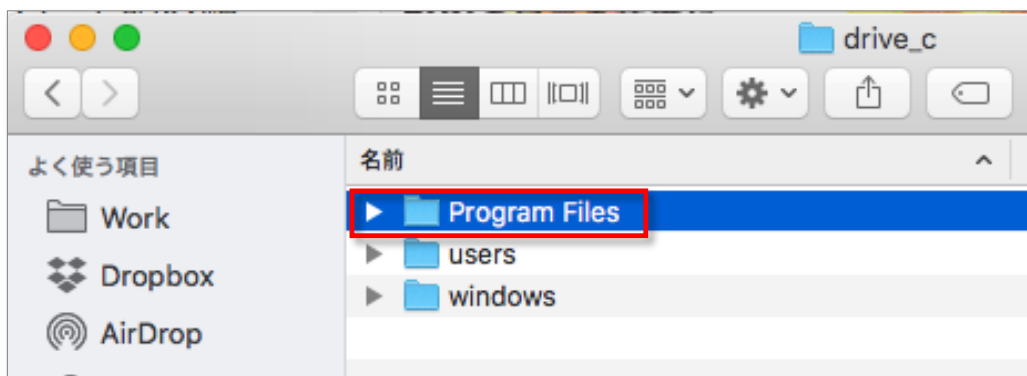 drive_c
よく使う項目
名前
Work
Program Files
Dropbox
users
AirDrop
windows